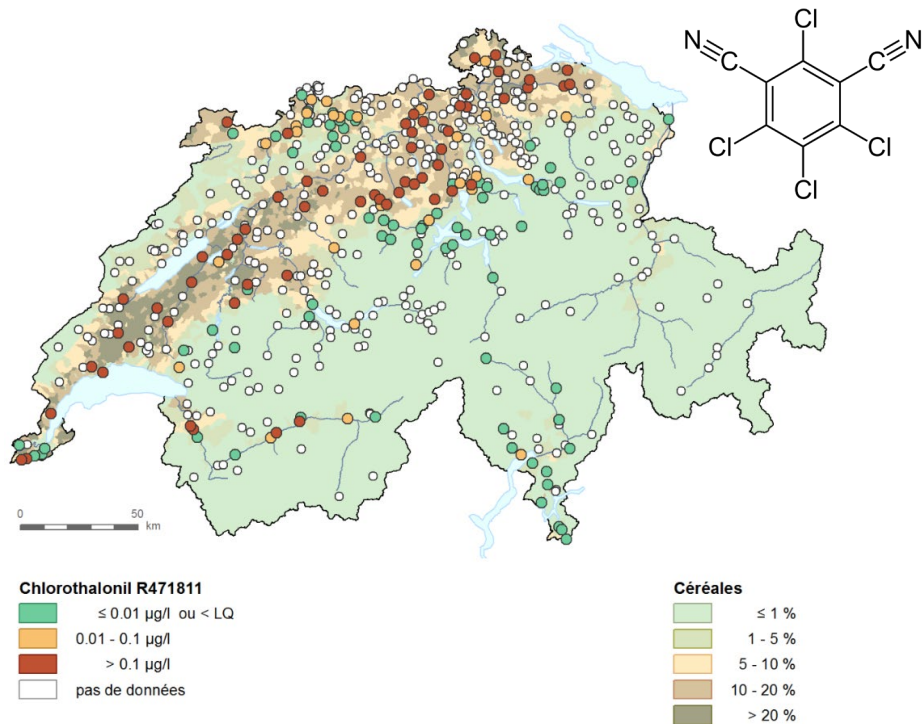 Cl
N
C
C
N
Cl
Cl
Cl
0 50
km
Chlorothalonil R471811
≤ 0.01 µg/l ou < LQ
0.01 - 0.1 µg/l
> 0.1 µg/l
pas de données
Céréales
≤ 1 %
1 - 5 %
5 - 10 %
10 - 20 %
> 20 %